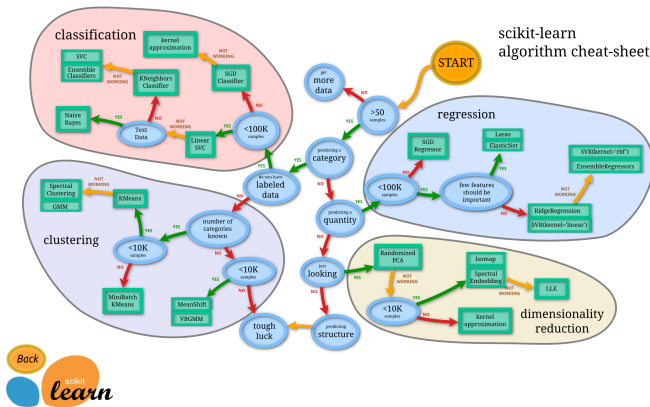 scikit-learn
algorithm cheat-sheet
START
get
more
data
NO
>50
samples
YES
predicting a
category
YES
NO
do you have
labeled
data
YES
NO
predicting a
quantity
YES
NO
just
looking
YES
NO
predicting
structure
tough
luck
classification
kernel
approximation
NOT
WORKING
SVC
Ensemble
Classifiers
NOT
WORKING
KNeighbors
Classifier
SGD
Classifier
NO
NO
Naive
Bayes
YES
Text
Data
NOT
WORKING
Linear
SVC
YES
<100K
samples
regression
SGD
Regressor
NO
<100K
samples
YES
Lasso
ElasticNet
YES
few features
should be
important
NO
SVR(kernel='rbf')
EnsembleRegressors
NOT
WORKING
RidgeRegression
SVR(kernel='linear')
clustering
Spectral
Clustering
GMM
NOT
WORKING
KMeans
YES
number of
categories
known
YES
NO
<10K
samples
NO
MiniBatch
KMeans
<10K
samples
YES
NO
MeanShift
VBGMM
dimensionality
reduction
Randomized
PCA
NOT
WORKING
<10K
samples
YES
NO
Isomap
Spectral
Embedding
NOT
WORKING
LLE
kernel
approximation
Back
scikit
learn